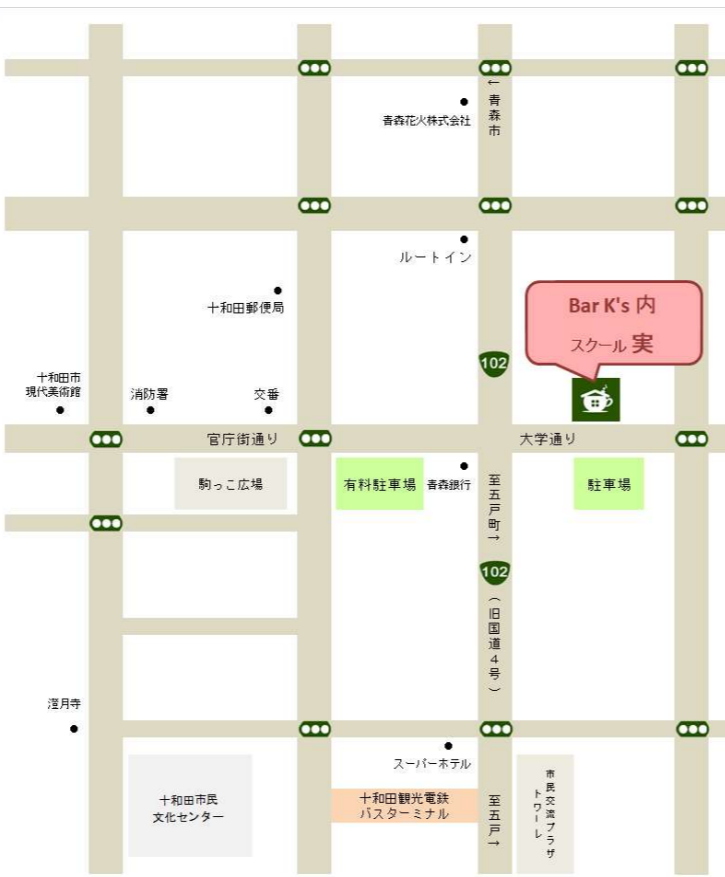 ←青森市
青森花火株式会社
ルートイン
十和田郵便局
Bar K's 内
スクール 実
102
十和田市
現代美術館
消防署
交番
官庁街通り
大学通り
駒っこ広場
有料駐車場
青森銀行
至五戸町→
駐車場
102
（旧国道4号）
澄月寺
スーパーホテル
十和田市民
文化センター
十和田観光電鉄
バスターミナル
至五戸→
市民交流プラザ
トワーレ